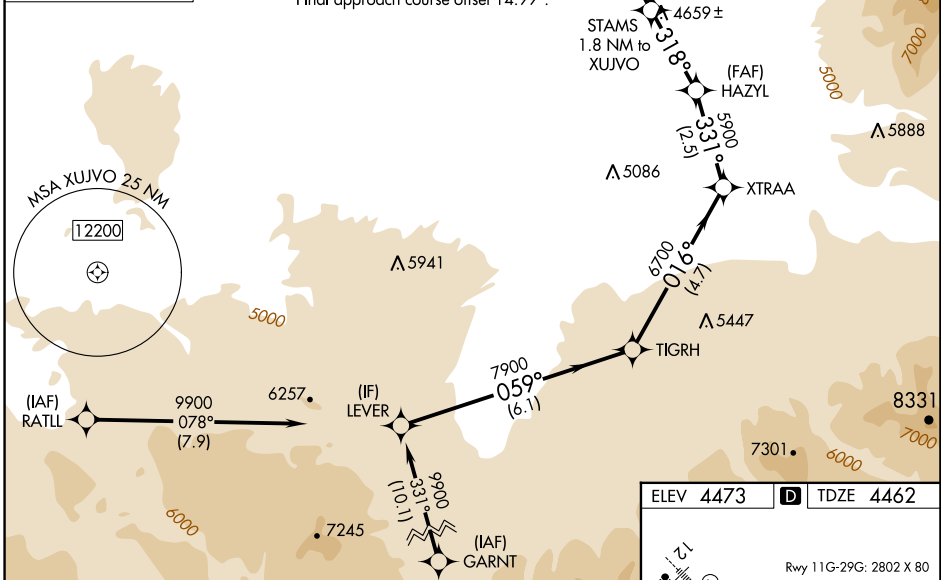 Final approach course offset 14.99°.
4659±
STAMS
1.8 NM to
XUJVO
318°
7000
(FAF)
HAZYL
5000
5900
331°
(2.5)
5888
5086
MSA XUJVO 25 NM
XTRAA
12200
6700
016°
(4.7)
5941
5000
5447
TIGRH
7900
059°
(6.1)
(IF)
LEVER
6257
(IAF)
RATLL
9900
078°
(7.9)
8331
7000
7301
6000
9900
331°
(10.1)
6000
7245
(IAF)
GARNT
ELEV 4473
D
TDZE 4462
12
Rwy 11G-29G: 2802 X 80